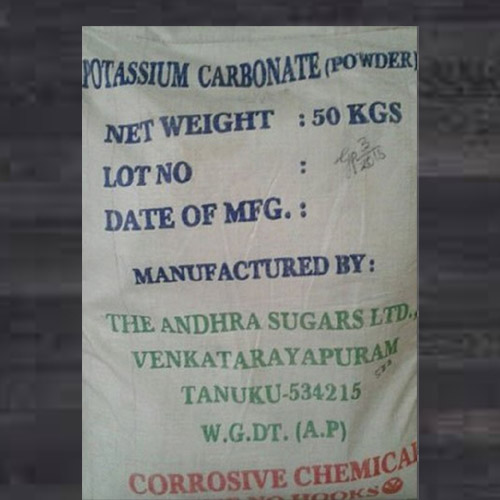 POTASSIUM CARBONATE (POWDER)
NET WEIGHT : 50 KGS
LOT NO :
DATE OF MFG. :
MANUFACTURED BY :
THE ANDHRA SUGARS LTD.,
VENKATARAYAPURAM
TANUKU-534215
W.G.DT. (A.P)
CORROSIVE CHEMICAL
NO HOOKS